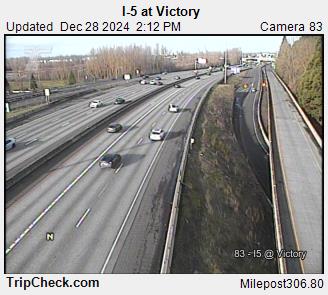 I-5 at Victory
Updated Dec 28 2024 2:12 PM Camera 83
N
83 - I5 @ Victory
TripCheck.com Milepost306.80